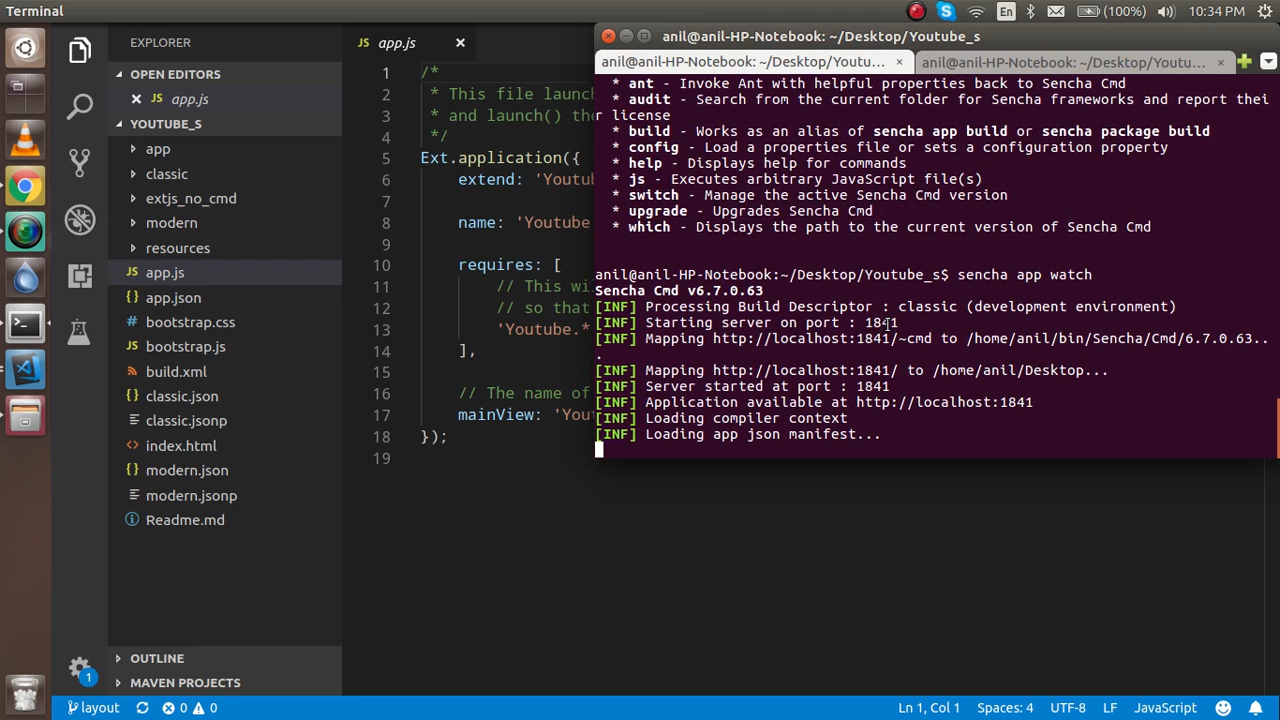 Terminal
En
(100%)
10:34 PM
EXPLORER
OPEN EDITORS
app.js
YOUTUBE_S
app
classic
extjs_no_cmd
modern
resources
JS app.js
{} app.json
bootstrap.css
JS bootstrap.js
build.xml
{} classic.json
classic.jsonp
index.html
{} modern.json
modern.jsonp
Readme.md
OUTLINE
MAVEN PROJECTS
JS app.js
1 /*
2 * This file launch
3 * and launch() the
4 */
5 Ext.application({
6 extend: 'Youtub
7
8 name: 'Youtube
9
10 requires: [
11 // This wi
12 // so that
13 'Youtube.*
14 ],
15
16 // The name of
17 mainView: 'You
18 });
19
anil@anil-HP-Notebook: ~/Desktop/Youtube_s
anil@anil-HP-Notebook: ~/Desktop/Youtu...
anil@anil-HP-Notebook: ~/Desktop/Youtu...
* ant - Invoke Ant with helpful properties back to Sencha Cmd
* audit - Search from the current folder for Sencha frameworks and report thei
r license
* build - Works as an alias of sencha app build or sencha package build
* config - Load a properties file or sets a configuration property
* help - Displays help for commands
* js - Executes arbitrary JavaScript file(s)
* switch - Manage the active Sencha Cmd version
* upgrade - Upgrades Sencha Cmd
* which - Displays the path to the current version of Sencha Cmd
anil@anil-HP-Notebook:~/Desktop/Youtube_s$ sencha app watch
Sencha Cmd v6.7.0.63
[INF] Processing Build Descriptor : classic (development environment)
[INF] Starting server on port : 1841
[INF] Mapping http://localhost:1841/~cmd to /home/anil/bin/Sencha/Cmd/6.7.0.63..
.
[INF] Mapping http://localhost:1841/ to /home/anil/Desktop...
[INF] Server started at port : 1841
[INF] Application available at http://localhost:1841
[INF] Loading compiler context
[INF] Loading app json manifest...
1
layout
0
0
Ln 1, Col 1
Spaces: 4
UTF-8
LF
JavaScript